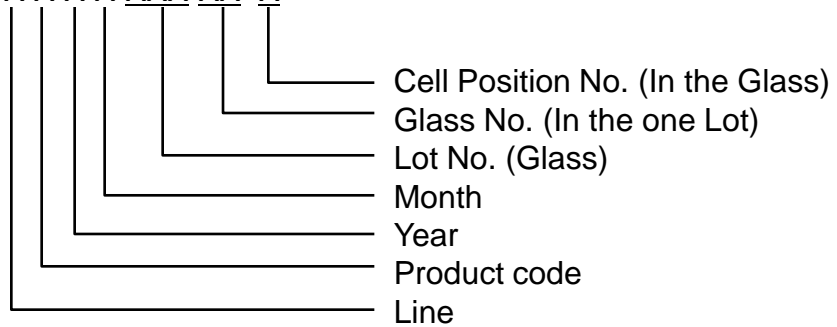 Cell Position No. (In the Glass)
Glass No. (In the one Lot)
Lot No. (Glass)
Month
Year
Product code
Line